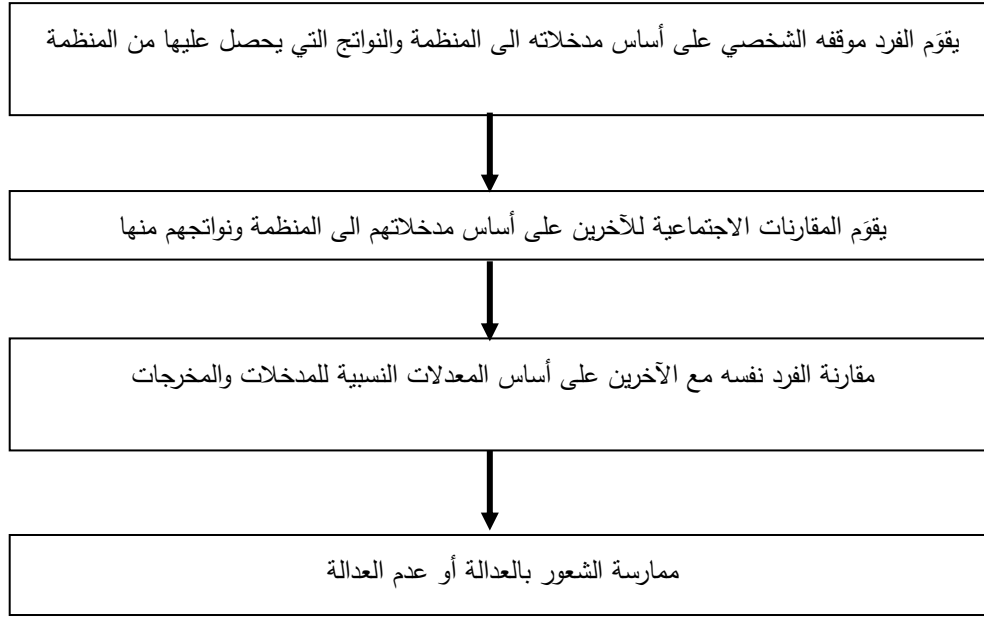 يقوَم الفرد موقفه الشخصي على أساس مدخلاته الى المنظمة والنواتج التي يحصل عليها من المنظمة
يقوَم المقارنات الاجتماعية للآخرين على أساس مدخلاتهم الى المنظمة ونواتجهم منها
مقارنة الفرد نفسه مع الآخرين على أساس المعدلات النسبية للمدخلات والمخرجات
ممارسة الشعور بالعدالة أو عدم العدالة